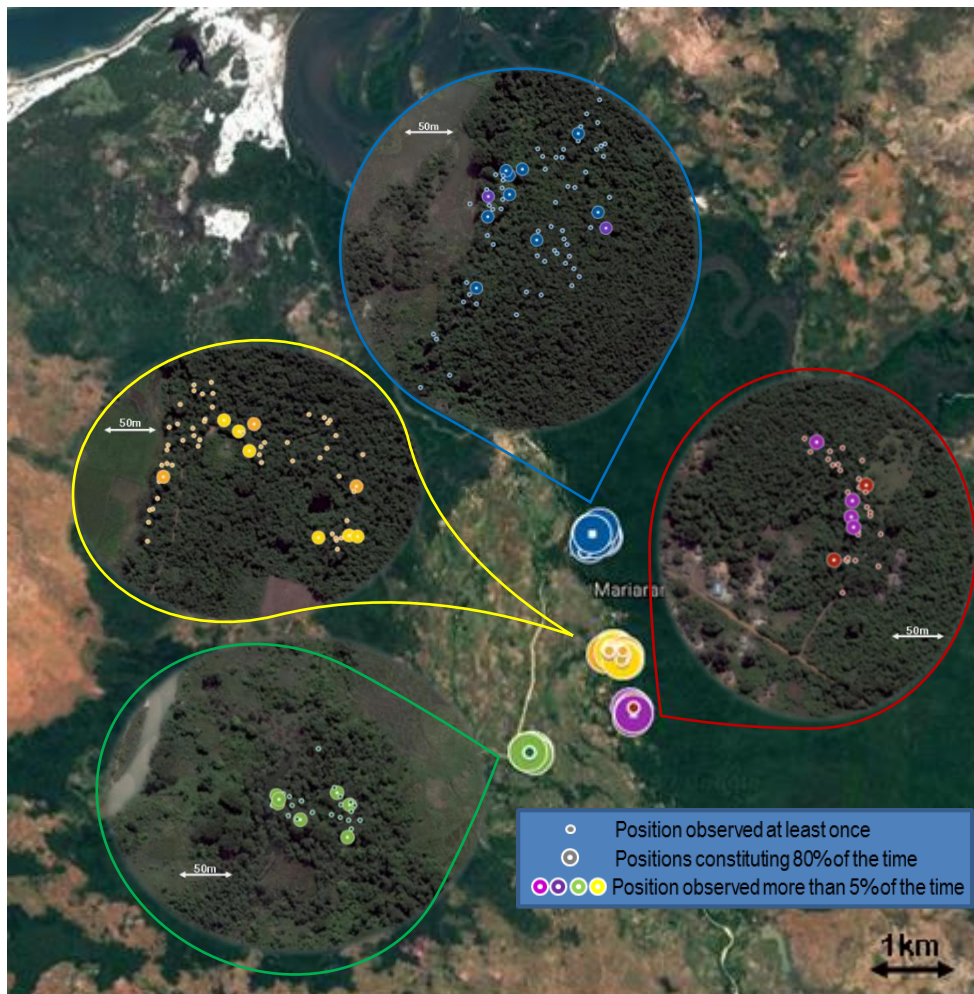 50m
50m
50m
Mariarar
50m
Position observed at least once
Positions constituting 80% of the time
Position observed more than 5% of the time
1km